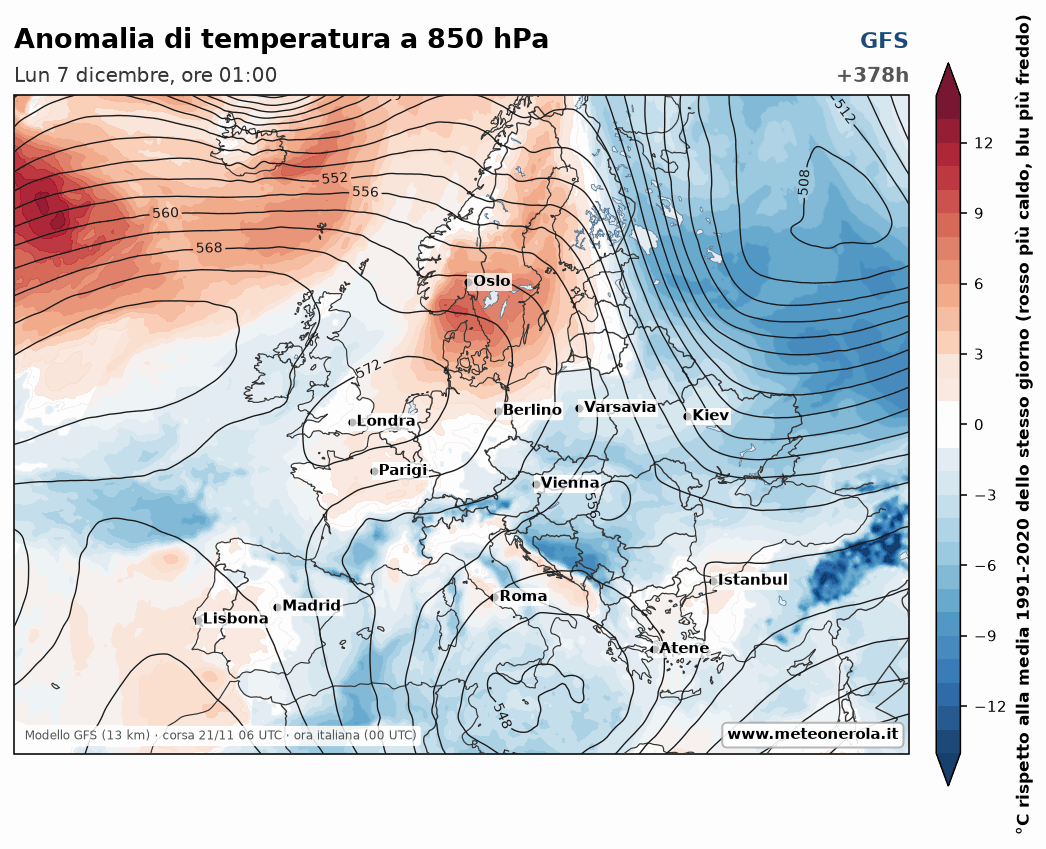 Anomalia di temperatura a 850 hPa
GFS
Lun 7 dicembre, ore 01:00
+378h
512
508
552
556
560
568
Oslo
572
Londra
Berlino
Varsavia
Kiev
Parigi
Vienna
556
Istanbul
Roma
Madrid
Lisbona
Atene
548
Modello GFS (13 km) · corsa 21/11 06 UTC · ora italiana (00 UTC)
www.meteonerola.it
12
9
6
3
0
−3
−6
−9
−12
°C rispetto alla media 1991-2020 dello stesso giorno (rosso più caldo, blu più freddo)